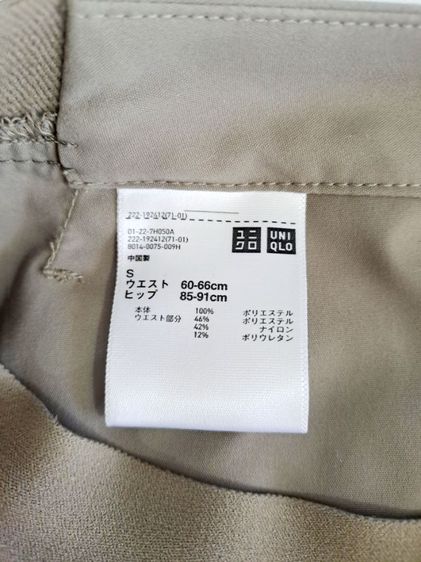 222-192412(71-01)
01-22-7H050A
222-192412(71-01)
8014-0075-009H
中国製
ユニ
クロ
UNI
QLO
S
ウエスト 60-66cm
ヒップ 85-91cm
本体 100% ポリエステル
ウエスト部分 46% ポリエステル
42% ナイロン
12% ポリウレタン